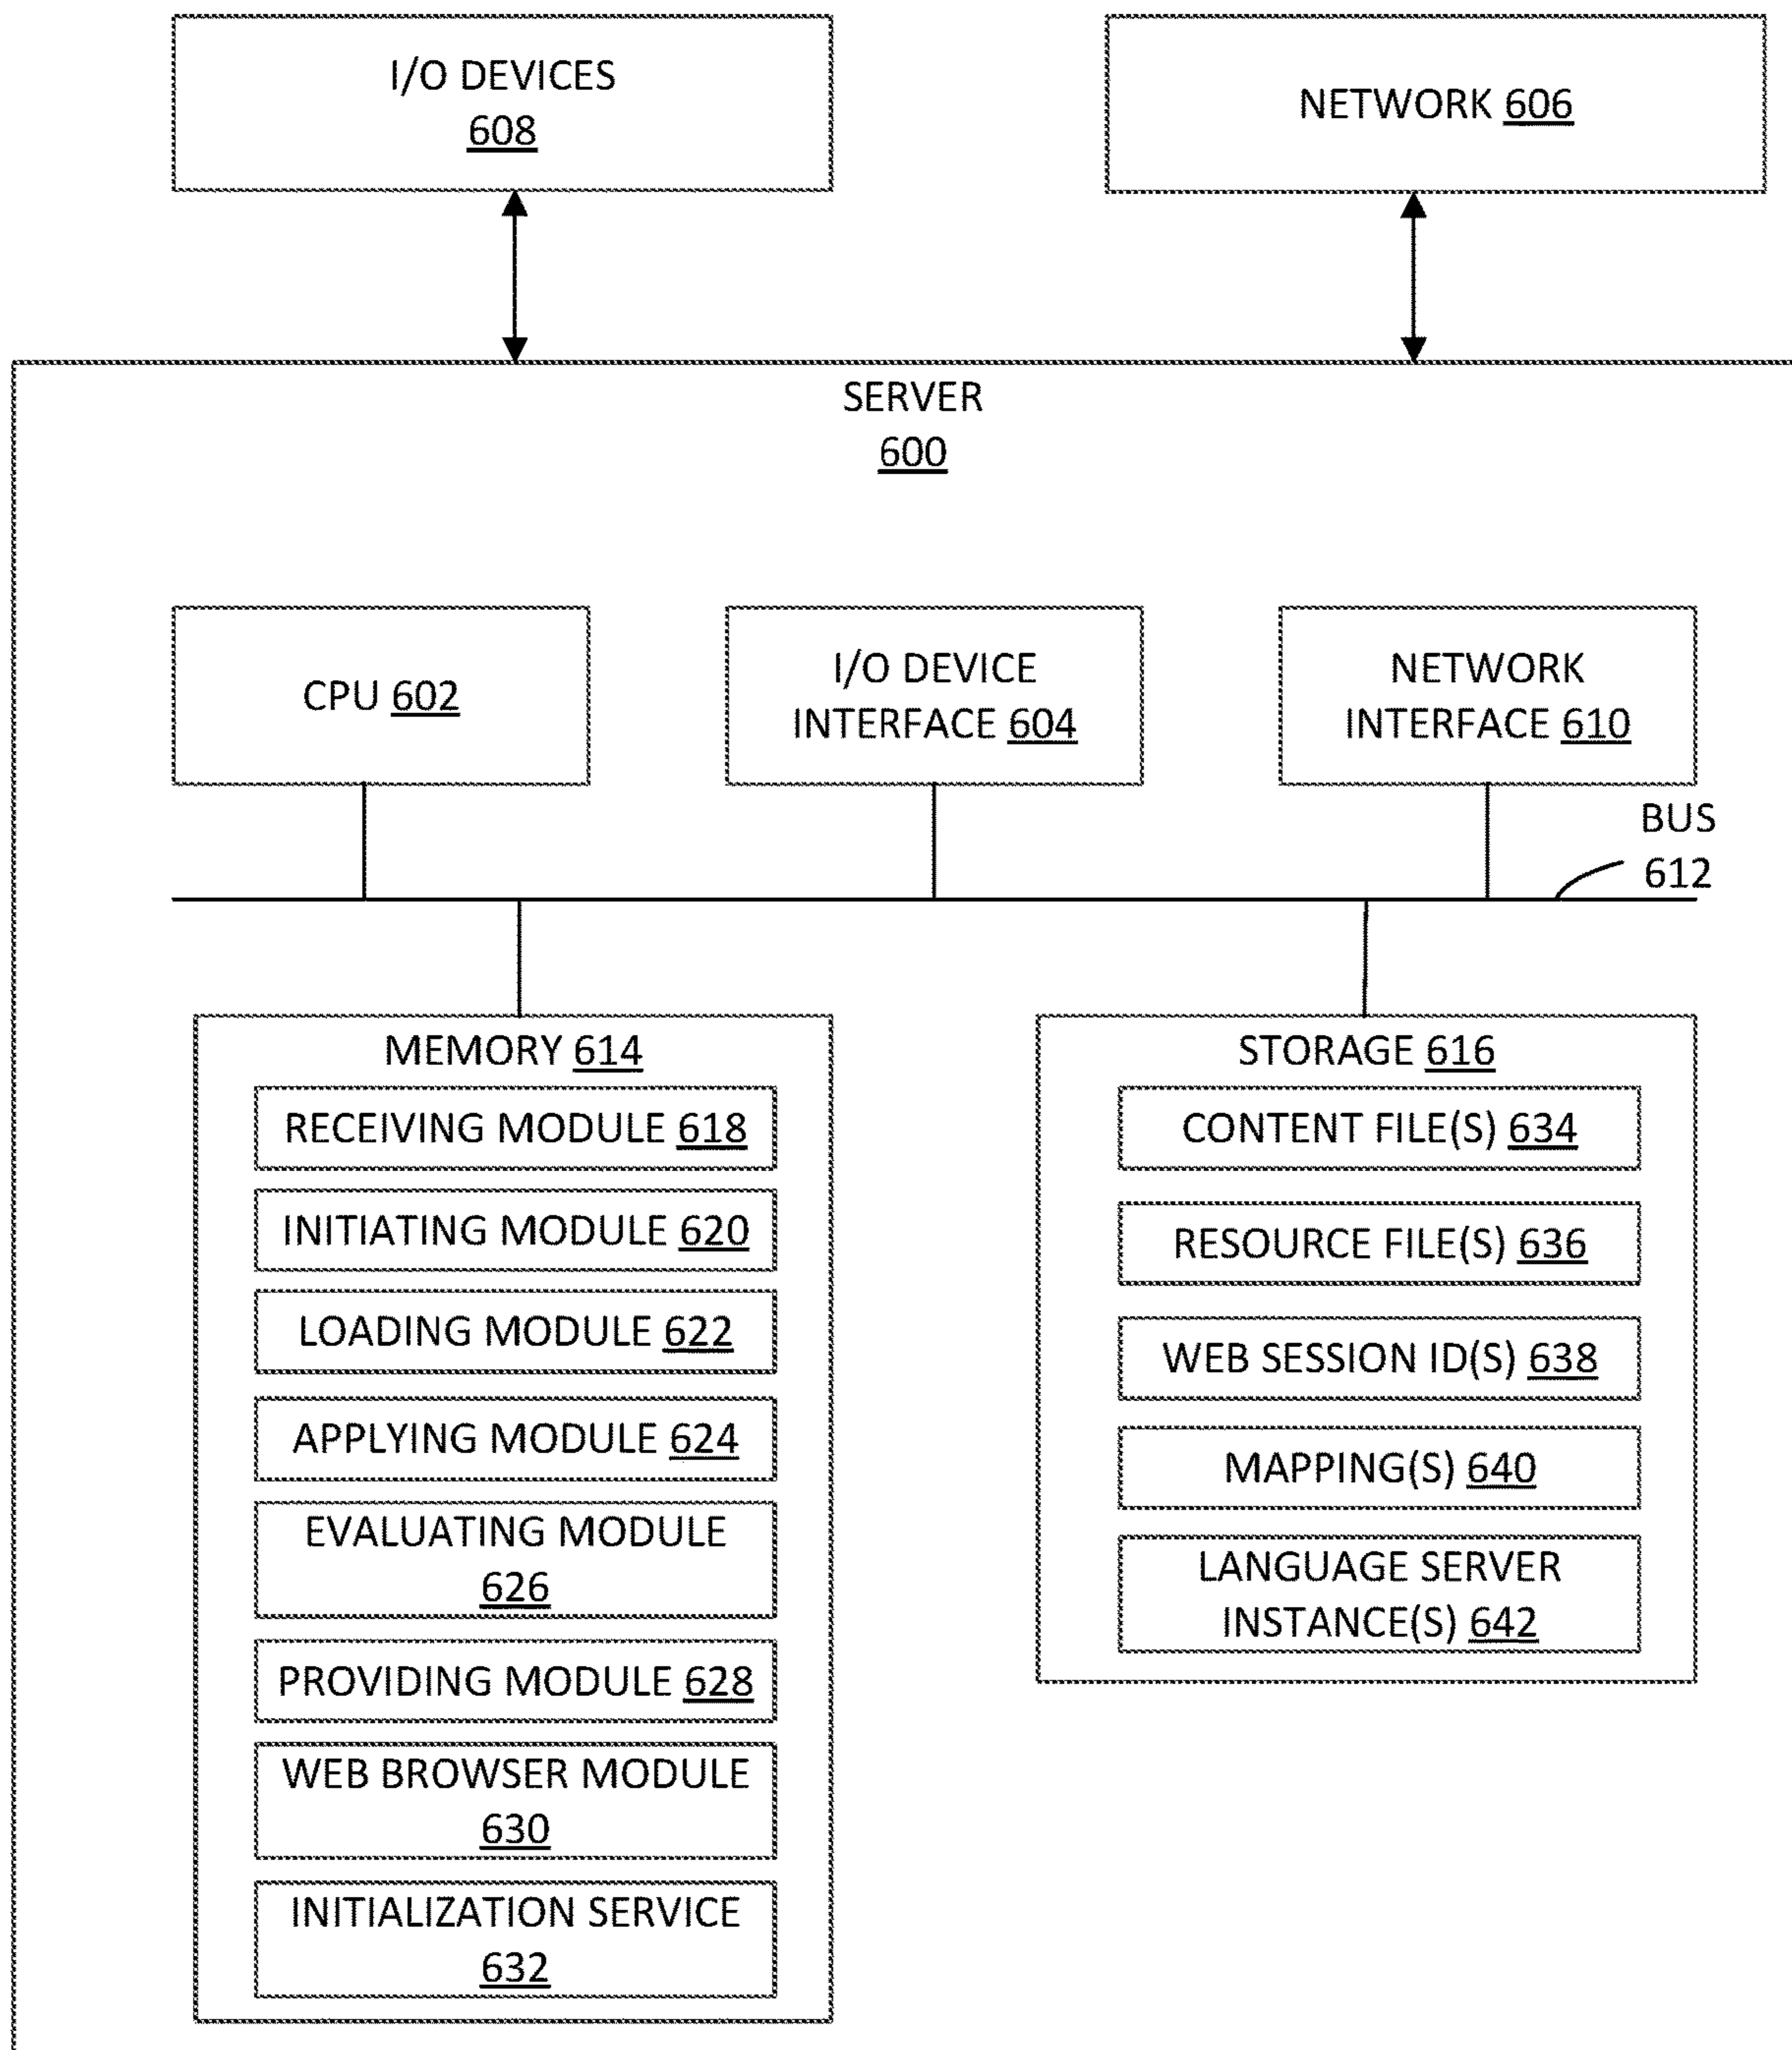 I/O DEVICES
608
NETWORK 606
SERVER
600
CPU 602
I/O DEVICE
INTERFACE 604
NETWORK
INTERFACE 610
BUS
612
MEMORY 614
RECEIVING MODULE 618
INITIATING MODULE 620
LOADING MODULE 622
APPLYING MODULE 624
EVALUATING MODULE
626
PROVIDING MODULE 628
WEB BROWSER MODULE
630
INITIALIZATION SERVICE
632
STORAGE 616
CONTENT FILE(S) 634
RESOURCE FILE(S) 636
WEB SESSION ID(S) 638
MAPPING(S) 640
LANGUAGE SERVER
INSTANCE(S) 642